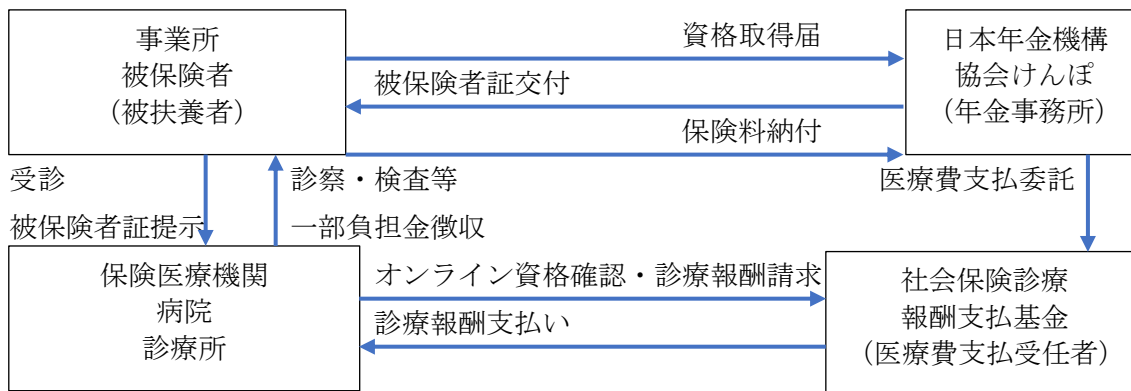 事業所
被保険者
（被扶養者）
資格取得届
被保険者証交付
保険料納付
日本年金機構
協会けんぽ
（年金事務所）
受診
被保険者証提示
診察・検査等
一部負担金徴収
医療費支払委託
保険医療機関
病院
診療所
オンライン資格確認・診療報酬請求
診療報酬支払い
社会保険診療
報酬支払基金
（医療費支払受任者）